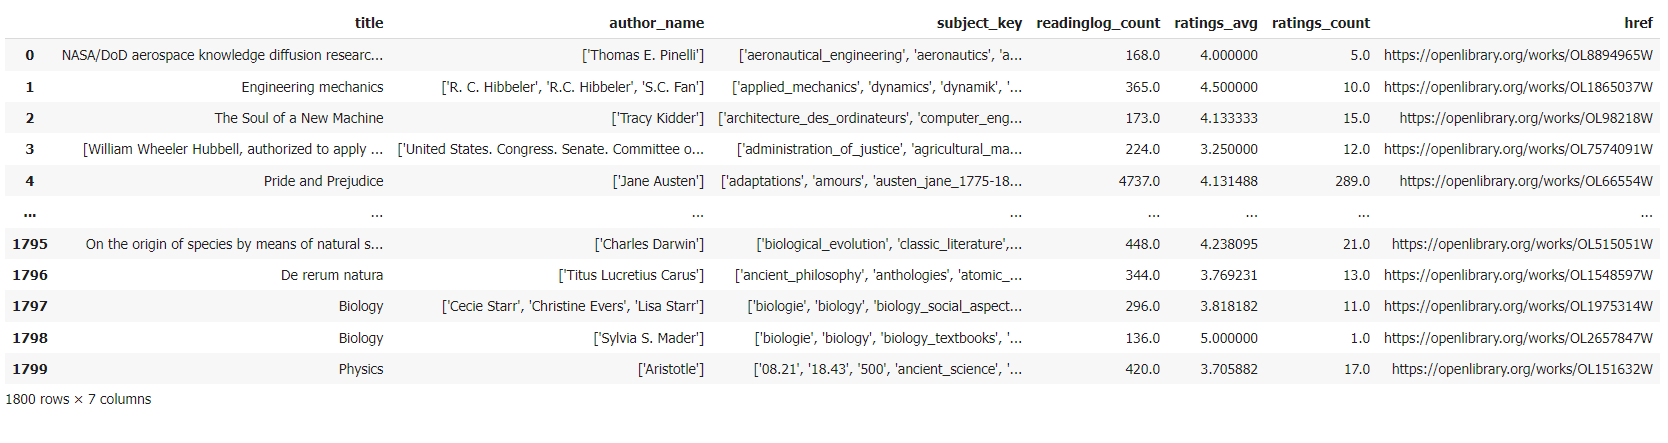 title author_name subject_key readinglog_count ratings_avg ratings_count href
0 NASA/DoD aerospace knowledge diffusion researc... ['Thomas E. Pinelli'] ['aeronautical_engineering', 'aeronautics', 'a... 168.0 4.000000 5.0 https://openlibrary.org/works/OL8894965W
1 Engineering mechanics ['R. C. Hibbeler', 'R.C. Hibbeler', 'S.C. Fan'] ['applied_mechanics', 'dynamics', 'dynamik', '... 365.0 4.500000 10.0 https://openlibrary.org/works/OL1865037W
2 The Soul of a New Machine ['Tracy Kidder'] ['architecture_des_ordinateurs', 'computer_eng... 173.0 4.133333 15.0 https://openlibrary.org/works/OL98218W
3 [William Wheeler Hubbell, authorized to apply ... ['United States. Congress. Senate. Committee o... ['administration_of_justice', 'agricultural_ma... 224.0 3.250000 12.0 https://openlibrary.org/works/OL7574091W
4 Pride and Prejudice ['Jane Austen'] ['adaptations', 'amours', 'austen_jane_1775-18... 4737.0 4.131488 289.0 https://openlibrary.org/works/OL66554W
... ... ... ... ... ... ... ...
1795 On the origin of species by means of natural s... ['Charles Darwin'] ['biological_evolution', 'classic_literature',... 448.0 4.238095 21.0 https://openlibrary.org/works/OL515051W
1796 De rerum natura ['Titus Lucretius Carus'] ['ancient_philosophy', 'anthologies', 'atomic_... 344.0 3.769231 13.0 https://openlibrary.org/works/OL1548597W
1797 Biology ['Cecie Starr', 'Christine Evers', 'Lisa Starr'] ['biologie', 'biology', 'biology_social_aspect... 296.0 3.818182 11.0 https://openlibrary.org/works/OL1975314W
1798 Biology ['Sylvia S. Mader'] ['biologie', 'biology', 'biology_textbooks', '... 136.0 5.000000 1.0 https://openlibrary.org/works/OL2657847W
1799 Physics ['Aristotle'] ['08.21', '18.43', '500', 'ancient_science', '... 420.0 3.705882 17.0 https://openlibrary.org/works/OL151632W
1800 rows × 7 columns